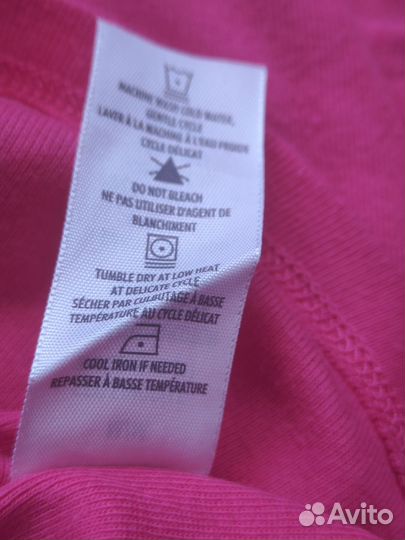 MACHINE WASH COLD WATER,
GENTLE CYCLE
LAVER À LA MACHINE À L'EAU FROIDE
CYCLE DÉLICAT
DO NOT BLEACH
NE PAS UTILISER D'AGENT DE
BLANCHIMENT
TUMBLE DRY AT LOW HEAT
AT DELICATE CYCLE
SÉCHER PAR CULBUTAGE À BASSE
TEMPÉRATURE AU CYCLE DÉLICAT
COOL IRON IF NEEDED
REPASSER À BASSE TEMPÉRATURE
Avito